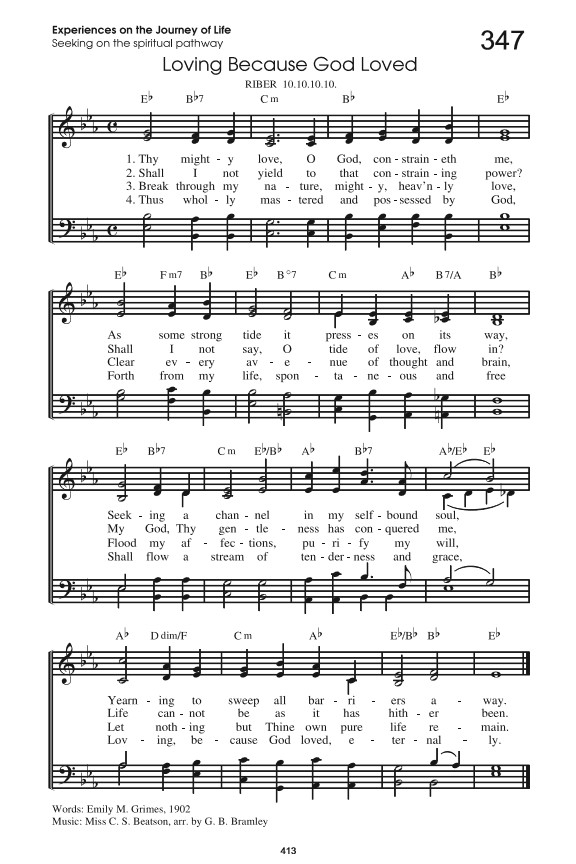 Experiences on the Journey of Life
Seeking on the spiritual pathway
347
Loving Because God Loved
RIBER 10.10.10.10.
E♭ B♭7 C m B♭ E♭
1. Thy might - y love, O God, con - strain - eth me,
2. Shall I not yield to that con - strain - ing power?
3. Break through my na - ture, might - y, heav'n - ly love,
4. Thus whol - ly mas - tered and pos - sessed by God,
E♭ F m7 B♭ E♭ B°7 C m A♭ B 7/A B♭
As some strong tide it press - es on its way,
Shall I not say, O tide of love, flow in?
Clear ev - ery av - e - nue of thought and brain,
Forth from my life, spon - ta - ne - ous and free
E♭ B♭7 C m E♭/B♭ A♭ B♭7 A♭/E♭ E♭
Seek - ing a chan - nel in my self - bound soul,
My God, Thy gen - tle - ness has con - quered me,
Flood my af - fec - tions, pu - ri - fy my will,
Shall flow a stream of ten - der - ness and grace,
A♭ D dim/F C m A♭ E♭/B♭ B♭ E♭
Yearn - ing to sweep all bar - ri - ers a - way.
Life can - not be as it has hith - er been.
Let noth - ing but Thine own pure life re - main.
Lov - ing, be - cause God loved, e - ter - nal - ly.
Words: Emily M. Grimes, 1902
Music: Miss C. S. Beatson, arr. by G. B. Bramley
413